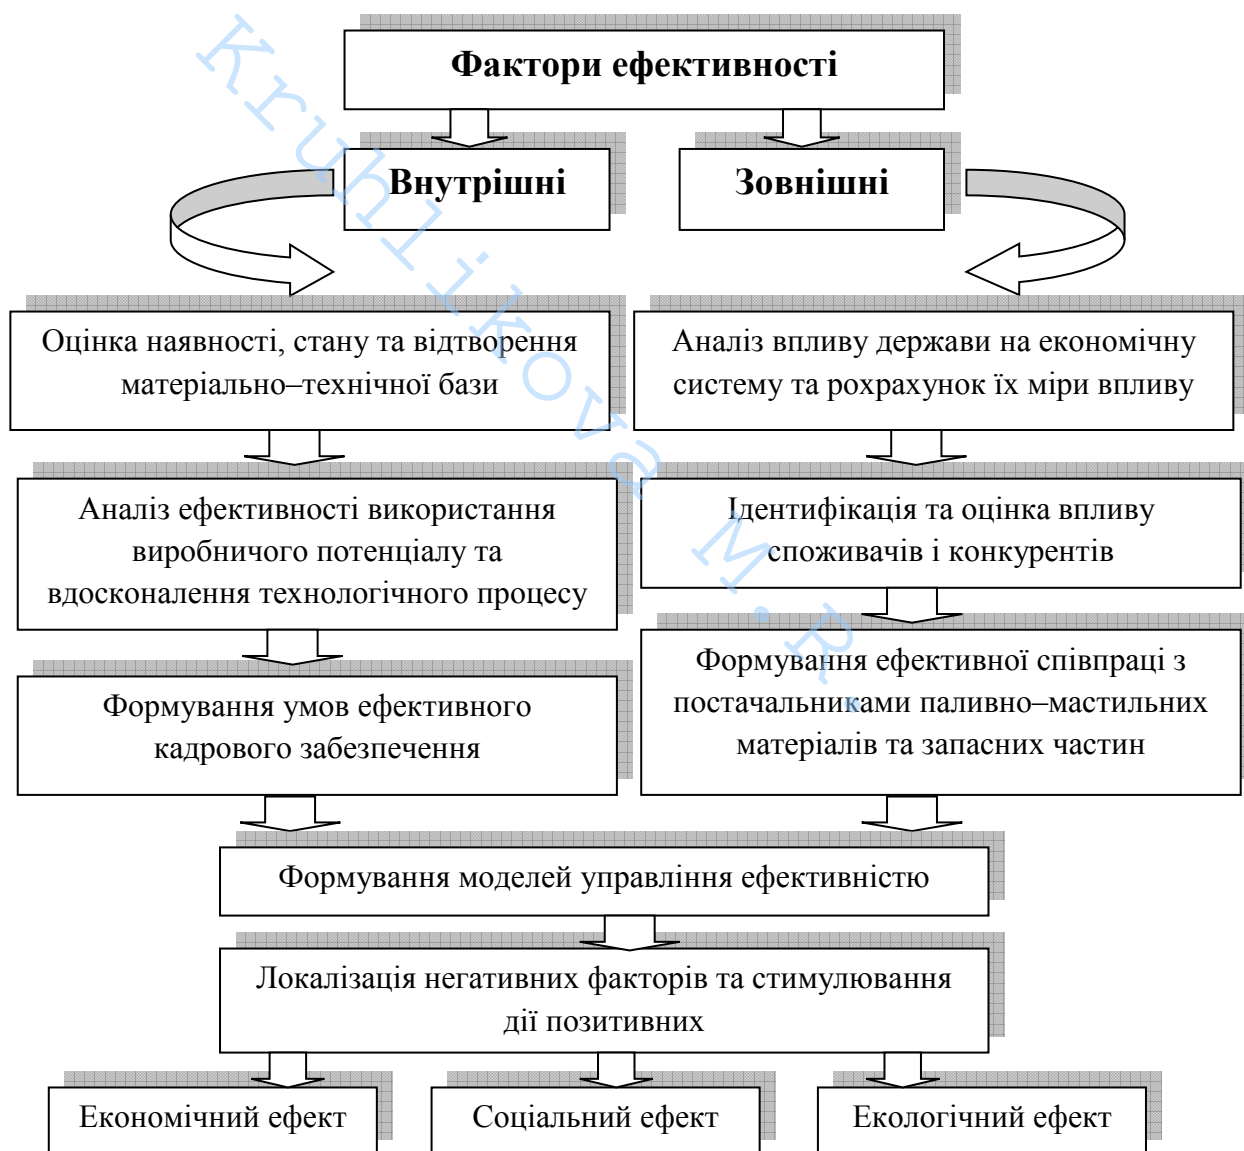 Фактори ефективності
Внутрішні
Зовнішні
Оцінка наявності, стану та відтворення
матеріально–технічної бази
Аналіз впливу держави на економічну
систему та рохрахунок їх міри впливу
Аналіз ефективності використання
виробничого потенціалу та
вдосконалення технологічного процесу
Ідентифікація та оцінка впливу
споживачів і конкурентів
Формування умов ефективного
кадрового забезпечення
Формування ефективної співпраці з
постачальниками паливно–мастильних
матеріалів та запасних частин
Формування моделей управління ефективністю
Локалізація негативних факторів та стимулювання
дії позитивних
Економічний ефект
Соціальний ефект
Екологічний ефект
Kruhlikova M.R.